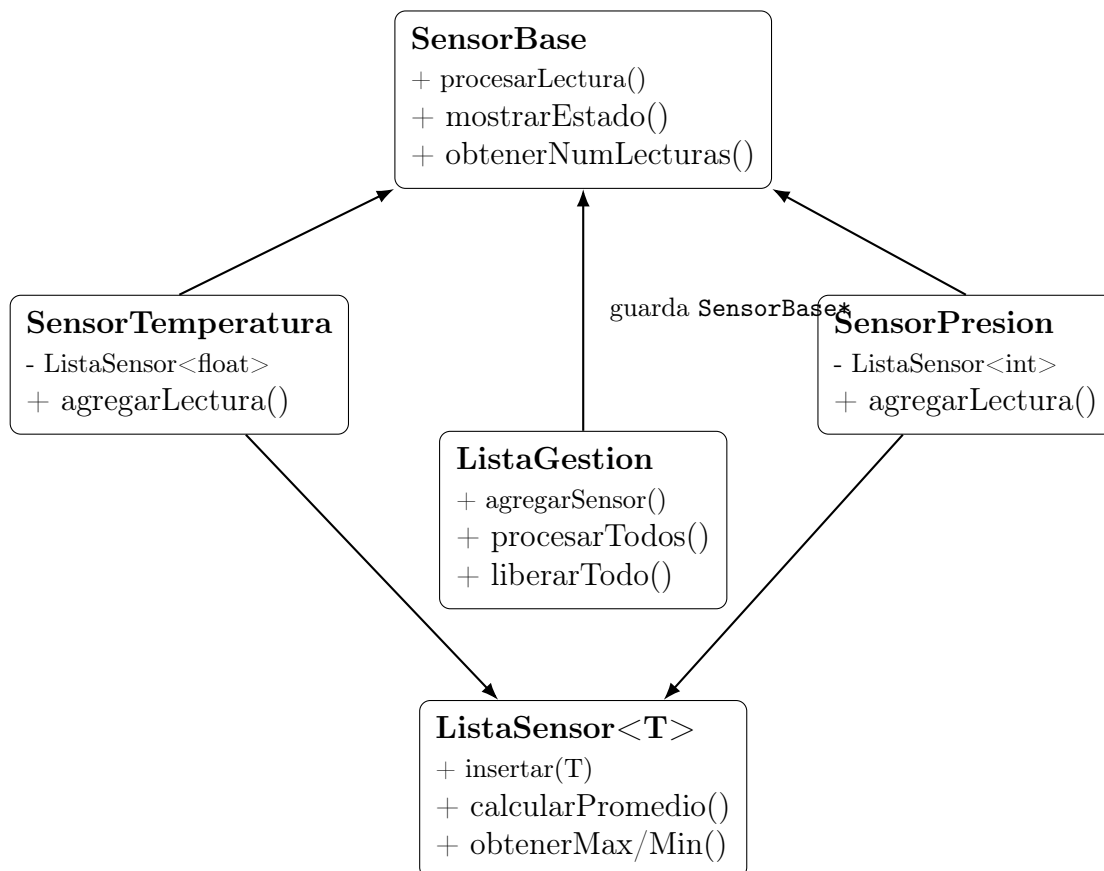 SensorBase
+ procesarLectura()
+ mostrarEstado()
+ obtenerNumLecturas()
SensorTemperatura
- ListaSensor<float>
+ agregarLectura()
guarda SensorBase*
SensorPresion
- ListaSensor<int>
+ agregarLectura()
ListaGestion
+ agregarSensor()
+ procesarTodos()
+ liberarTodo()
ListaSensor<T>
+ insertar(T)
+ calcularPromedio()
+ obtenerMax/Min()